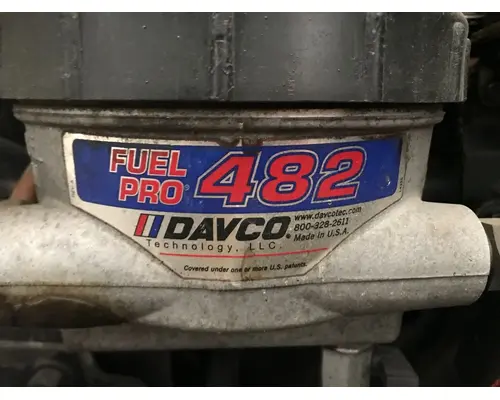 FUEL PRO® 482
DAVCO®
Technology, LLC.
www.davcotec.com
800-328-2611
Made in U.S.A.
Covered under one or more U.S. patents.